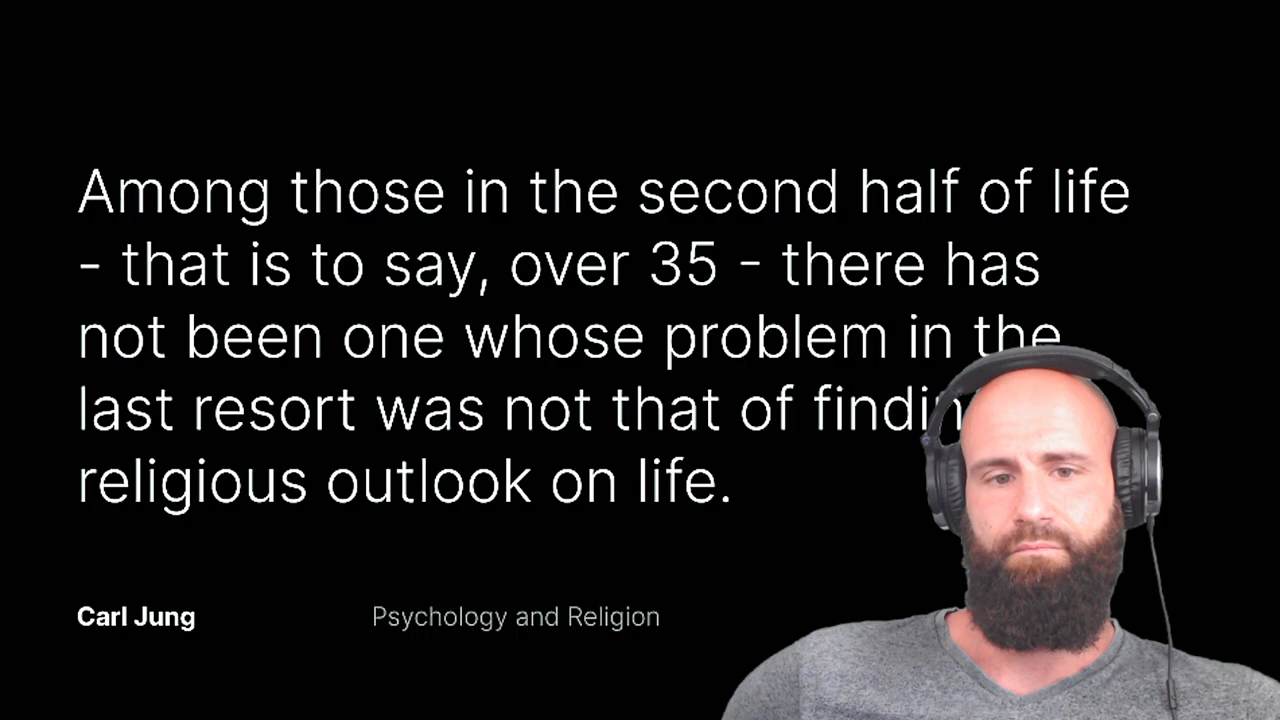 Among those in the second half of life
- that is to say, over 35 - there has
not been one whose problem in the
last resort was not that of
religious outlook on life.
Carl Jung
Psychology and Religion